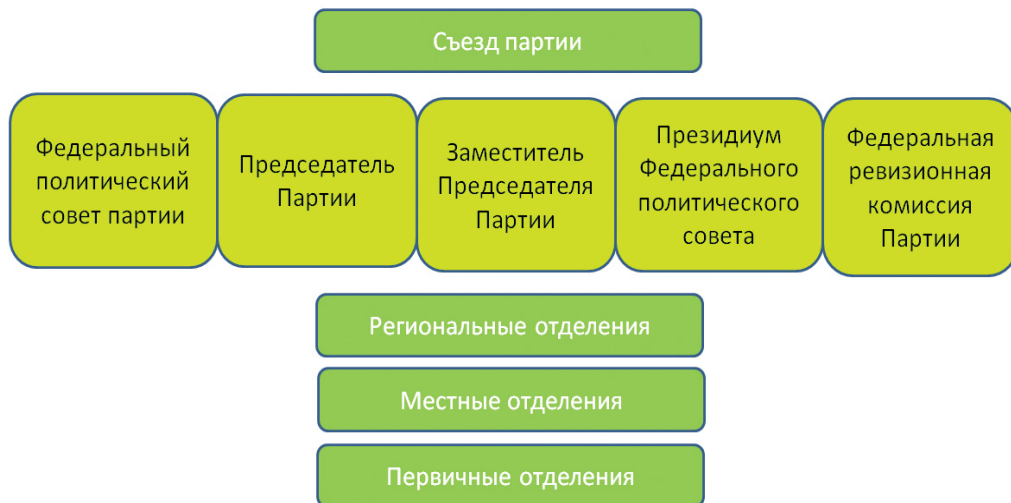 Съезд партии
Федеральный
политический
совет партии
Председатель
Партии
Заместитель
Председателя
Партии
Президиум
Федерального
политического
совета
Федеральная
ревизионная
комиссия
Партии
Региональные отделения
Местные отделения
Первичные отделения